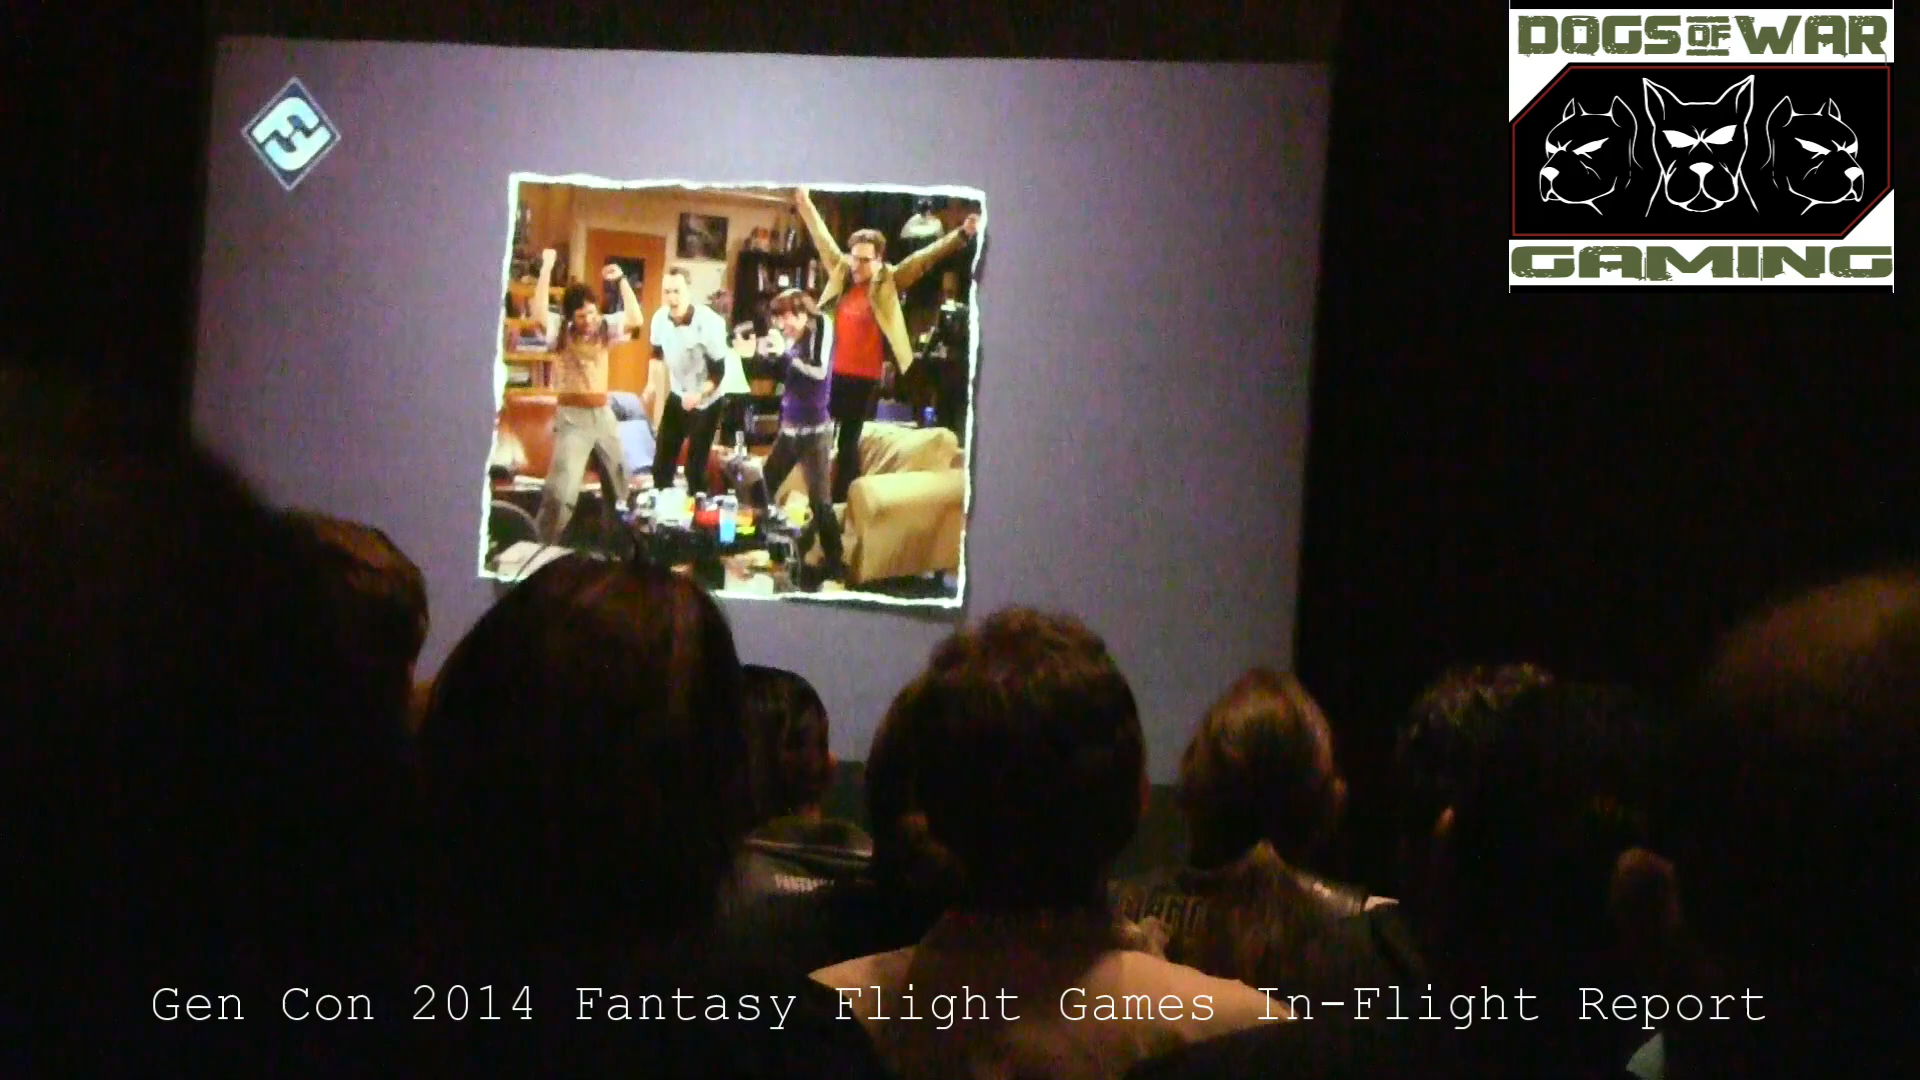 DOGS OF WAR
GAMING
Gen Con 2014 Fantasy Flight Games In-Flight Report